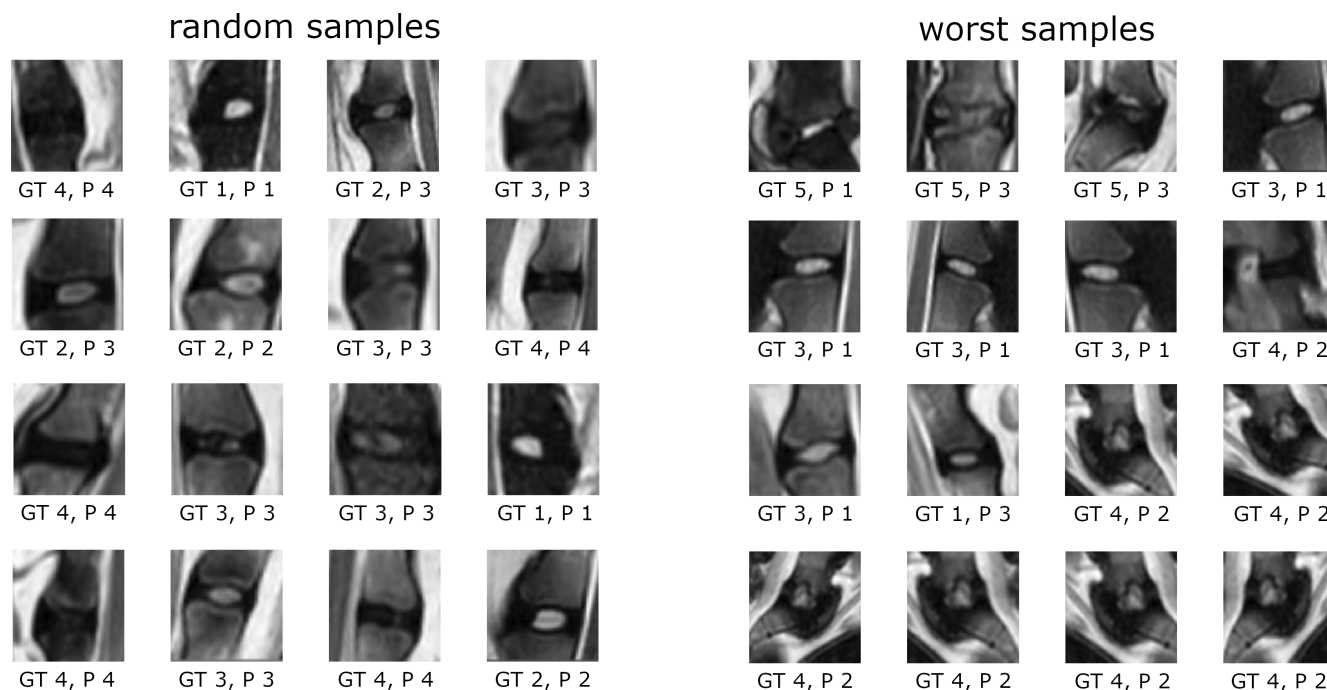 random samples
worst samples
GT 4, P 4
GT 1, P 1
GT 2, P 3
GT 3, P 3
GT 5, P 1
GT 5, P 3
GT 5, P 3
GT 3, P 1
GT 2, P 3
GT 2, P 2
GT 3, P 3
GT 4, P 4
GT 3, P 1
GT 3, P 1
GT 3, P 1
GT 4, P 2
GT 4, P 4
GT 3, P 3
GT 3, P 3
GT 1, P 1
GT 3, P 1
GT 1, P 3
GT 4, P 2
GT 4, P 2
GT 4, P 4
GT 3, P 3
GT 4, P 4
GT 2, P 2
GT 4, P 2
GT 4, P 2
GT 4, P 2
GT 4, P 2